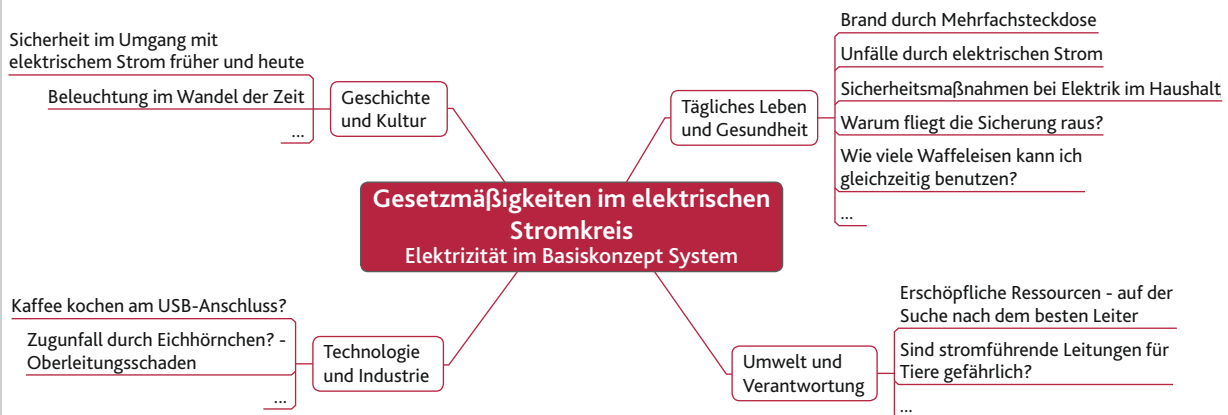 Sicherheit im Umgang mit
elektrischem Strom früher und heute
Beleuchtung im Wandel der Zeit
...
Geschichte
und Kultur
Tägliches Leben
und Gesundheit
Brand durch Mehrfachsteckdose
Unfälle durch elektrischen Strom
Sicherheitsmaßnahmen bei Elektrik im Haushalt
Warum fliegt die Sicherung raus?
Wie viele Waffeleisen kann ich
gleichzeitig benutzen?
...
Gesetzmäßigkeiten im elektrischen
Stromkreis
Elektrizität im Basiskonzept System
Kaffee kochen am USB-Anschluss?
Zugunfall durch Eichhörnchen? -
Oberleitungsschaden
...
Technologie
und Industrie
Umwelt und
Verantwortung
Erschöpfliche Ressourcen - auf der
Suche nach dem besten Leiter
Sind stromführende Leitungen für
Tiere gefährlich?
...